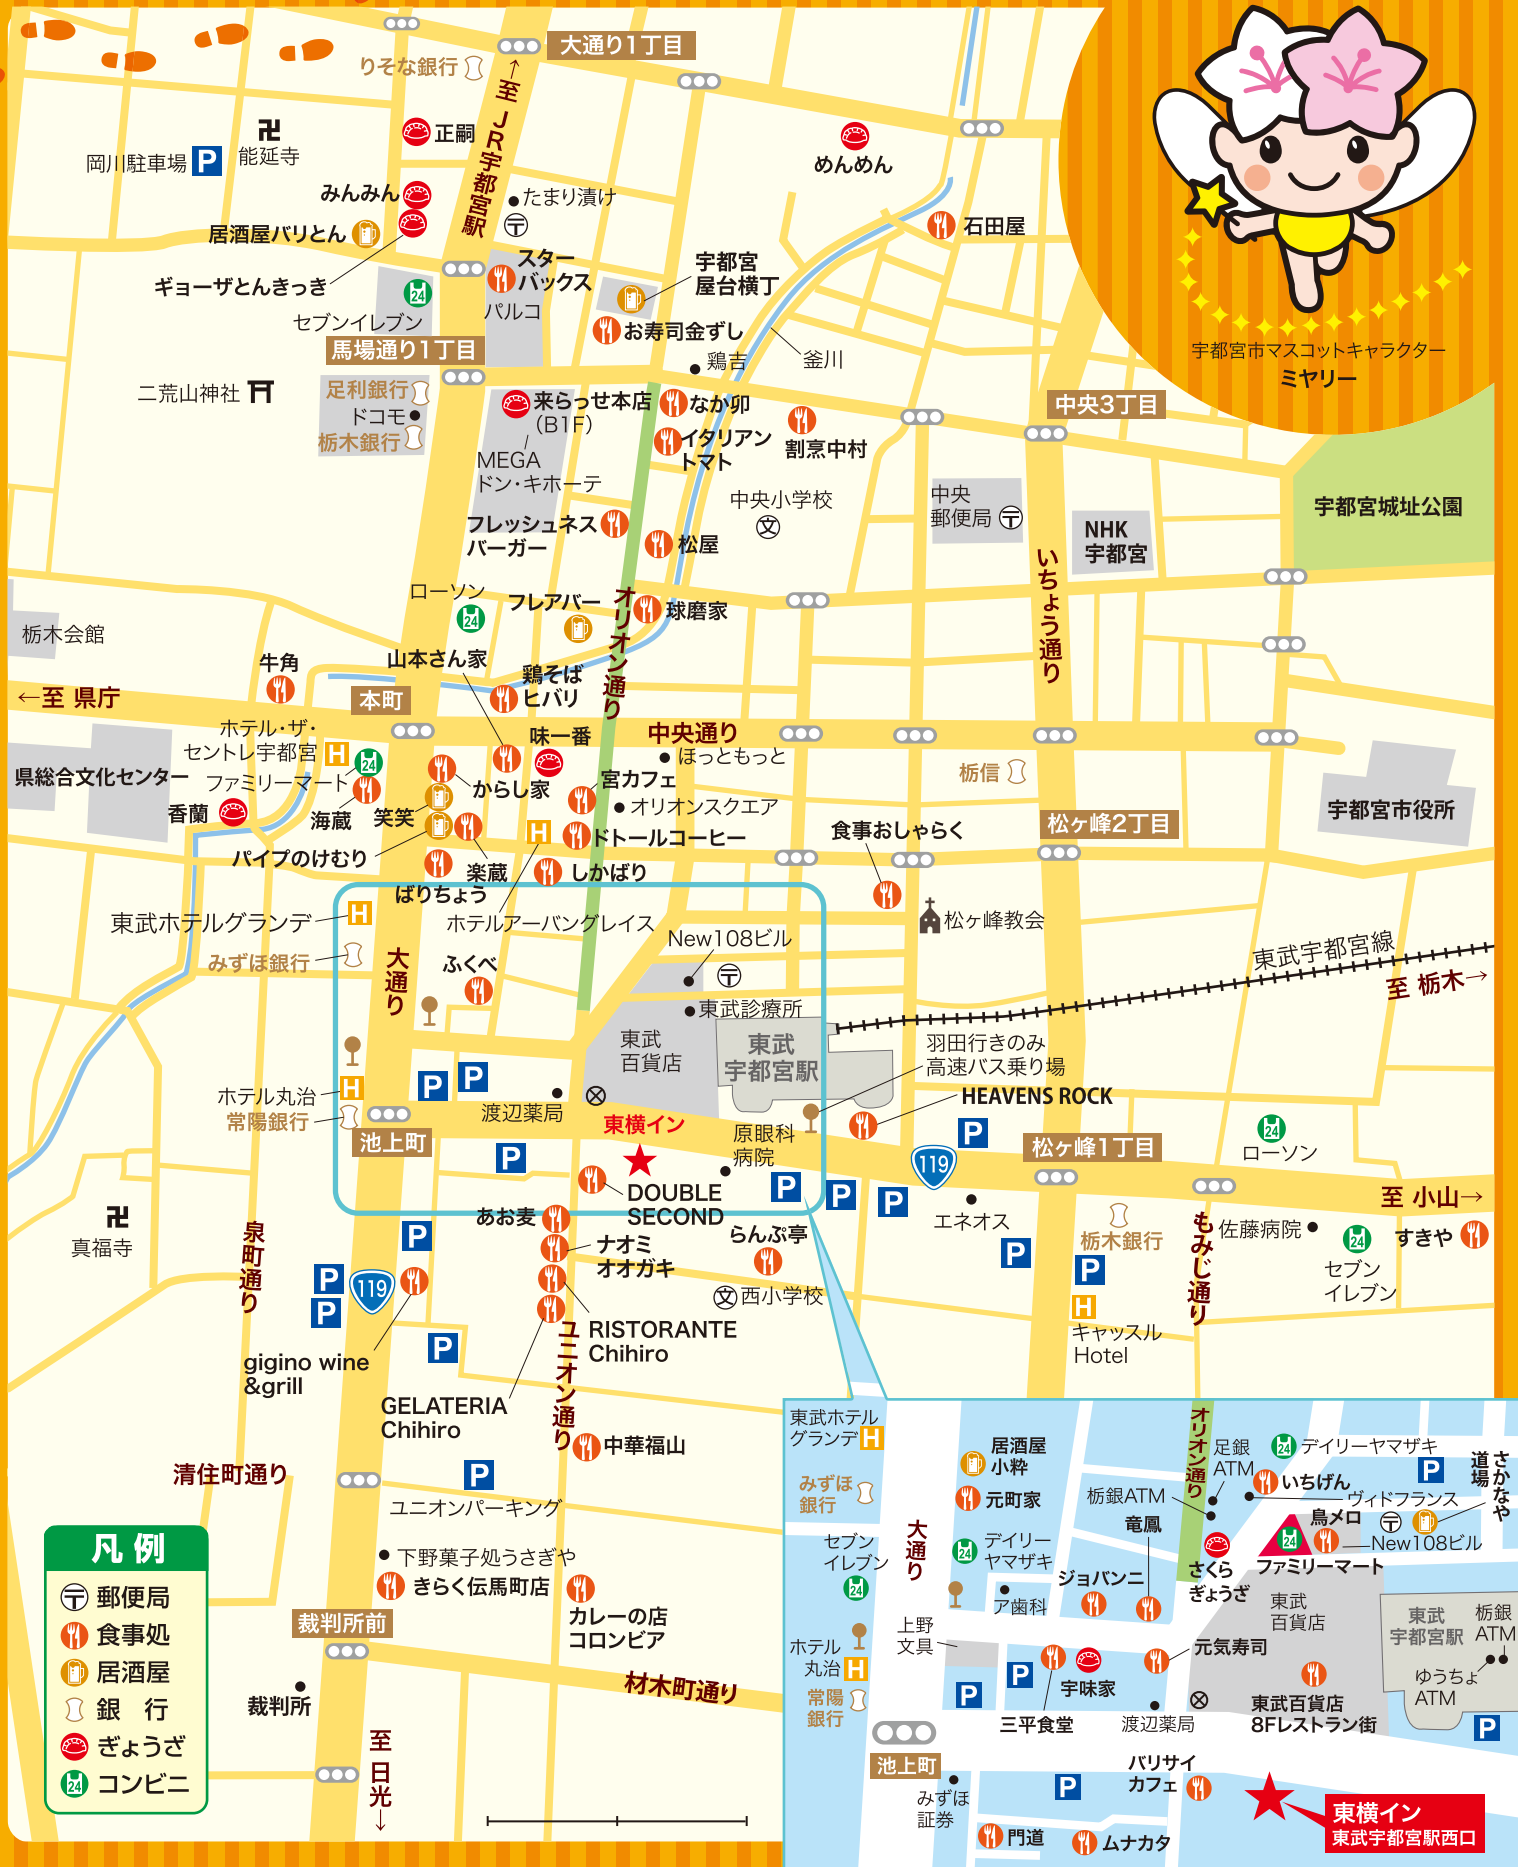 大通り1丁目
りそな銀行
←至 JR宇都宮駅
正嗣
めんめん
岡川駐車場
P
能延寺
みんみん
たまり漬け
居酒屋バリとん
石田屋
ギョーザとんきっき
スター
バックス
宇都宮
屋台横丁
24
セブンイレブン
パルコ
お寿司金ずし
馬場通り1丁目
鶏吉
釜川
宇都宮市マスコットキャラクター
ミヤリー
二荒山神社
足利銀行
ドコモ
栃木銀行
来らっせ本店
(B1F)
なか卯
イタリアン
トマト
割烹中村
中央3丁目
MEGA
ドン・キホーテ
中央小学校
文
中央
郵便局
NHK
宇都宮
宇都宮城址公園
フレッシュネス
バーガー
松屋
いちょう通り
ローソン
24
フレアバー
オリオン通り
球磨家
栃木会館
牛角
山本さん家
鶏そば
ヒバリ
←至 県庁
本町
ホテル・ザ・
セントレ宇都宮
H
味一番
中央通り
ほっともっと
県総合文化センター
ファミリーマート
24
からし家
宮カフェ
栃信
オリオンスクエア
宇都宮市役所
香蘭
海蔵
笑笑
H
ドトールコーヒー
食事おしゃらく
松ヶ峰2丁目
パイプのけむり
楽蔵
しかばり
ばりちょう
東武ホテルグランデ
H
ホテルアーバングレイス
松ヶ峰教会
みずほ銀行
大通り
ふくべ
New108ビル
東武宇都宮線
至 栃木→
東武診療所
東武
百貨店
東武
宇都宮駅
羽田行きのみ
高速バス乗り場
ホテル丸治
H
P
P
HEAVENS ROCK
常陽銀行
渡辺薬局
東横イン
原眼科
病院
P
24
ローソン
池上町
P
119
松ヶ峰1丁目
DOUBLE
SECOND
P
P
P
至 小山→
真福寺
泉町通り
あお麦
らんぷ亭
エネオス
栃木銀行
もみじ通り
佐藤病院
24
すきや
P
ナオミ
オオガキ
P
P
セブン
イレブン
P
P
119
文
西小学校
H
キャッスル
Hotel
P
RISTORANTE
Chihiro
gigino wine
&grill
ユニオン通り
GELATERIA
Chihiro
中華福山
清住町通り
P
ユニオンパーキング
下野菓子処うさぎや
きらく伝馬町店
カレーの店
コロンビア
裁判所前
裁判所
材木町通り
至 日光→
凡例
郵便局
食事処
居酒屋
銀 行
ぎょうざ
24
コンビニ
東武ホテル
グランデ
H
居酒屋
小粋
オリオン通り
足銀
ATM
24
デイリーヤマザキ
さかなや
道場
みずほ
銀行
元町家
栃銀ATM
いちげん
P
ヴィドフランス
大通り
竜鳳
鳥メロ
セブン
イレブン
24
24
デイリー
ヤマザキ
New108ビル
24
ファミリーマート
さくら
ぎょうざ
ジョバンニ
ア歯科
東武
百貨店
東武
宇都宮駅
栃銀
ATM
上野
文具
ホテル
丸治
H
元気寿司
ゆうちょ
ATM
常陽
銀行
P
P
宇味家
三平食堂
渡辺薬局
東武百貨店
8Fレストラン街
P
池上町
バリサイ
カフェ
みずほ
証券
P
東横イン
東武宇都宮駅西口
門道
ムナカタ